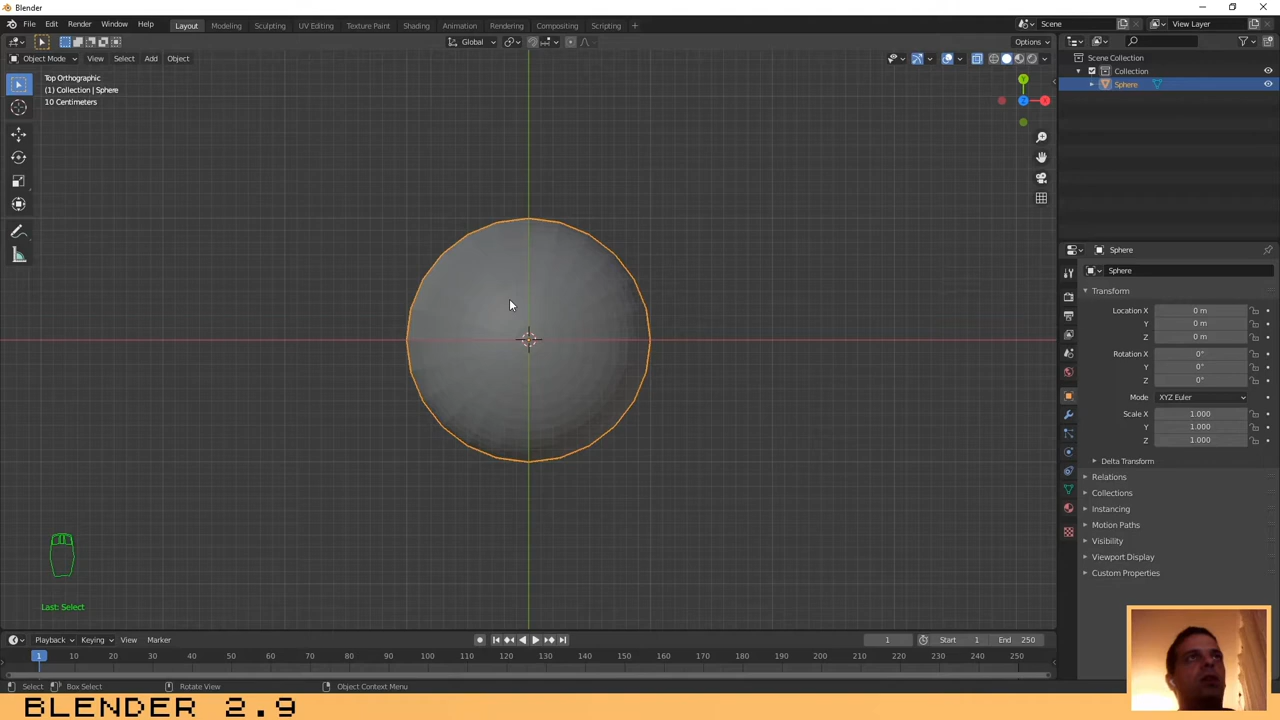 Blender
File Edit Render Window Help Layout Modeling Sculpting UV Editing Texture Paint Shading Animation Rendering Compositing Scripting + Scene View Layer
Global Options
Object Mode View Select Add Object
Top Orthographic
(1) Collection | Sphere
10 Centimeters
Y
Z X
Scene Collection
Collection
Sphere
Sphere
Sphere
Transform
Location X 0 m
Y 0 m
Z 0 m
Rotation X 0°
Y 0°
Z 0°
Mode XYZ Euler
Scale X 1.000
Y 1.000
Z 1.000
Delta Transform
Relations
Collections
Instancing
Motion Paths
Visibility
Viewport Display
Custom Properties
Last: Select
Playback Keying View Marker 1 Start 1 End 250
1 10 20 30 40 50 60 70 80 90 100 110 120 130 140 150 160 170 180 190 200 210 220 230 240 250
Select Box Select Rotate View Object Context Menu
BLENDER 2.9